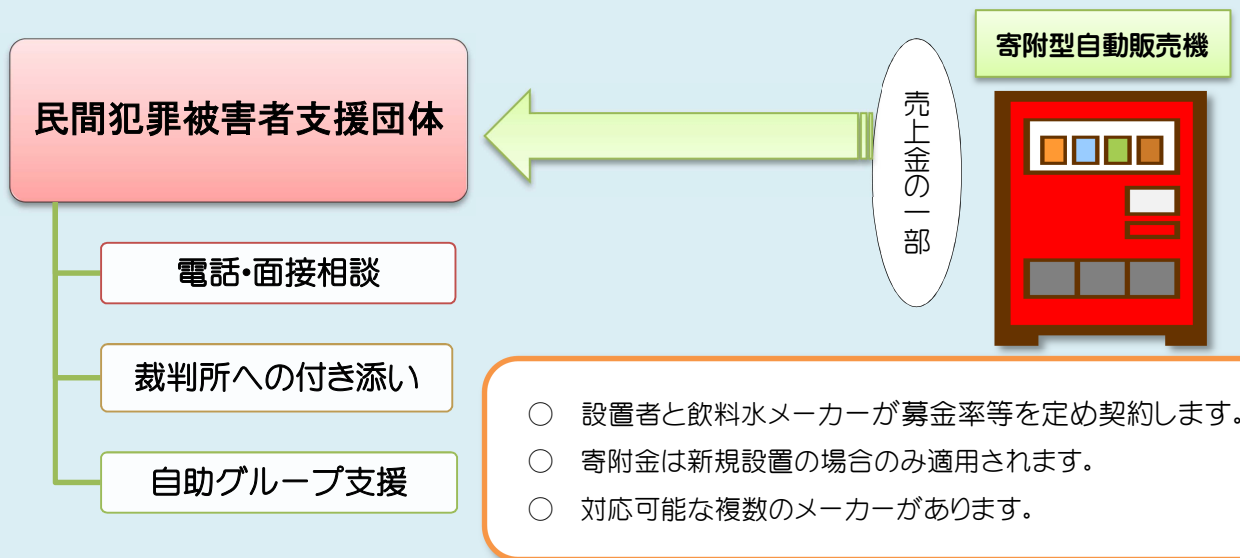 寄附型自動販売機
民間犯罪被害者支援団体
売上金の一部
電話・面接相談
裁判所への付き添い
自助グループ支援
○ 設置者と飲料水メーカーが募金率等を定め契約します。
○ 寄附金は新規設置の場合のみ適用されます。
○ 対応可能な複数のメーカーがあります。